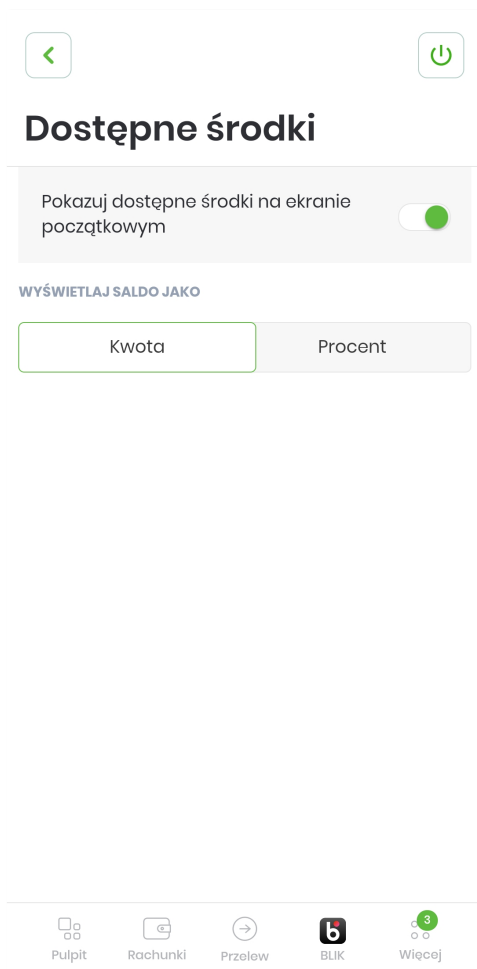 Dostępne środki
Pokazuj dostępne środki na ekranie
początkowym
WYŚWIETLAJ SALDO JAKO
Kwota
Procent
3
Pulpit
Rachunki
Przelew
BLIK
Więcej